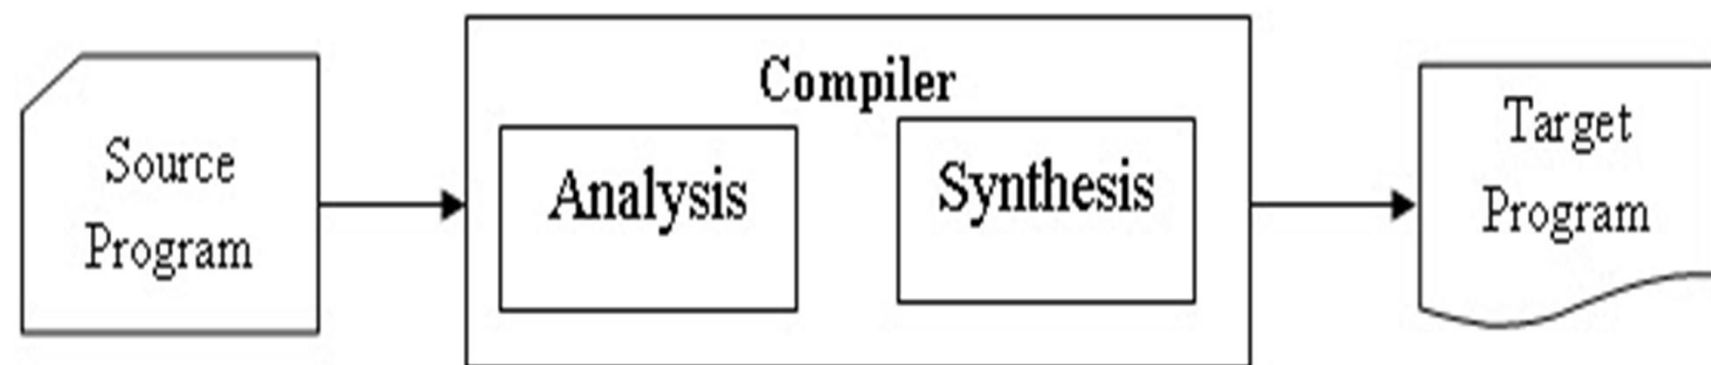 Source
Program
Compiler
Analysis
Synthesis
Target
Program